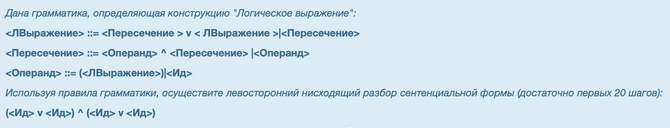 Дана грамматика, определяющая конструкцию "Логическое выражение":
<ЛВыражение> ::= <Пересечение > v < ЛВыражение >|<Пересечение>
<Пересечение> ::= <Операнд> ^ <Пересечение> |<Операнд>
<Операнд> ::= (<ЛВыражение>)|<Ид>
Используя правила грамматики, осуществите левосторонний нисходящий разбор сентенциальной формы (достаточно первых 20 шагов):
(<Ид> v <Ид>) ^ (<Ид> v <Ид>)